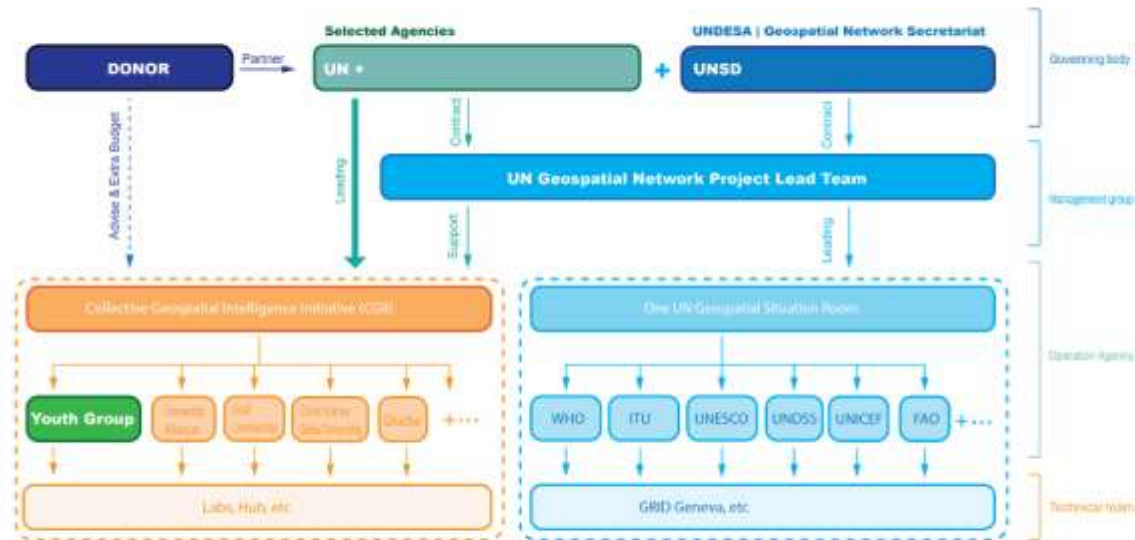 Selected Agencies
UNDESA | Geospatial Network Secretariat
DONOR
Partner
UN +
+
UNSD
Governing body
Advise & Extra Budget
Leading
Contract
Contract
UN Geospatial Network Project Lead Team
Management group
Support
Leading
Collective Geospatial Intelligence Initiative (CGII)
One UN Geospatial Situation Room
Operation Agency
Youth Group
+...
WHO
ITU
UNESCO
UNDSS
UNICEF
FAO
+...
Labs, Hub, etc
GRID Geneva, etc
Technical team